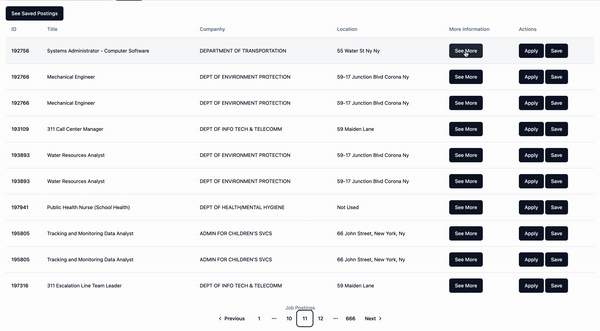 See Saved Postings
ID Title Companhy Location More information Actions
192756 Systems Administrator - Computer Software DEPARTMENT OF TRANSPORTATION 55 Water St Ny Ny See More Apply Save
192766 Mechanical Engineer DEPT OF ENVIRONMENT PROTECTION 59-17 Junction Blvd Corona Ny See More Apply Save
192766 Mechanical Engineer DEPT OF ENVIRONMENT PROTECTION 59-17 Junction Blvd Corona Ny See More Apply Save
193109 311 Call Center Manager DEPT OF INFO TECH & TELECOMM 59 Maiden Lane See More Apply Save
193893 Water Resources Analyst DEPT OF ENVIRONMENT PROTECTION 59-17 Junction Blvd Corona Ny See More Apply Save
193893 Water Resources Analyst DEPT OF ENVIRONMENT PROTECTION 59-17 Junction Blvd Corona Ny See More Apply Save
197941 Public Health Nurse (School Health) DEPT OF HEALTH/MENTAL HYGIENE Not Used See More Apply Save
195805 Tracking and Monitoring Data Analyst ADMIN FOR CHILDREN'S SVCS 66 John Street, New York, Ny See More Apply Save
195805 Tracking and Monitoring Data Analyst ADMIN FOR CHILDREN'S SVCS 66 John Street, New York, Ny See More Apply Save
197316 311 Escalation Line Team Leader DEPT OF INFO TECH & TELECOMM 59 Maiden Lane See More Apply Save
Job Postings
< Previous 1 ... 10 11 12 ... 666 Next >